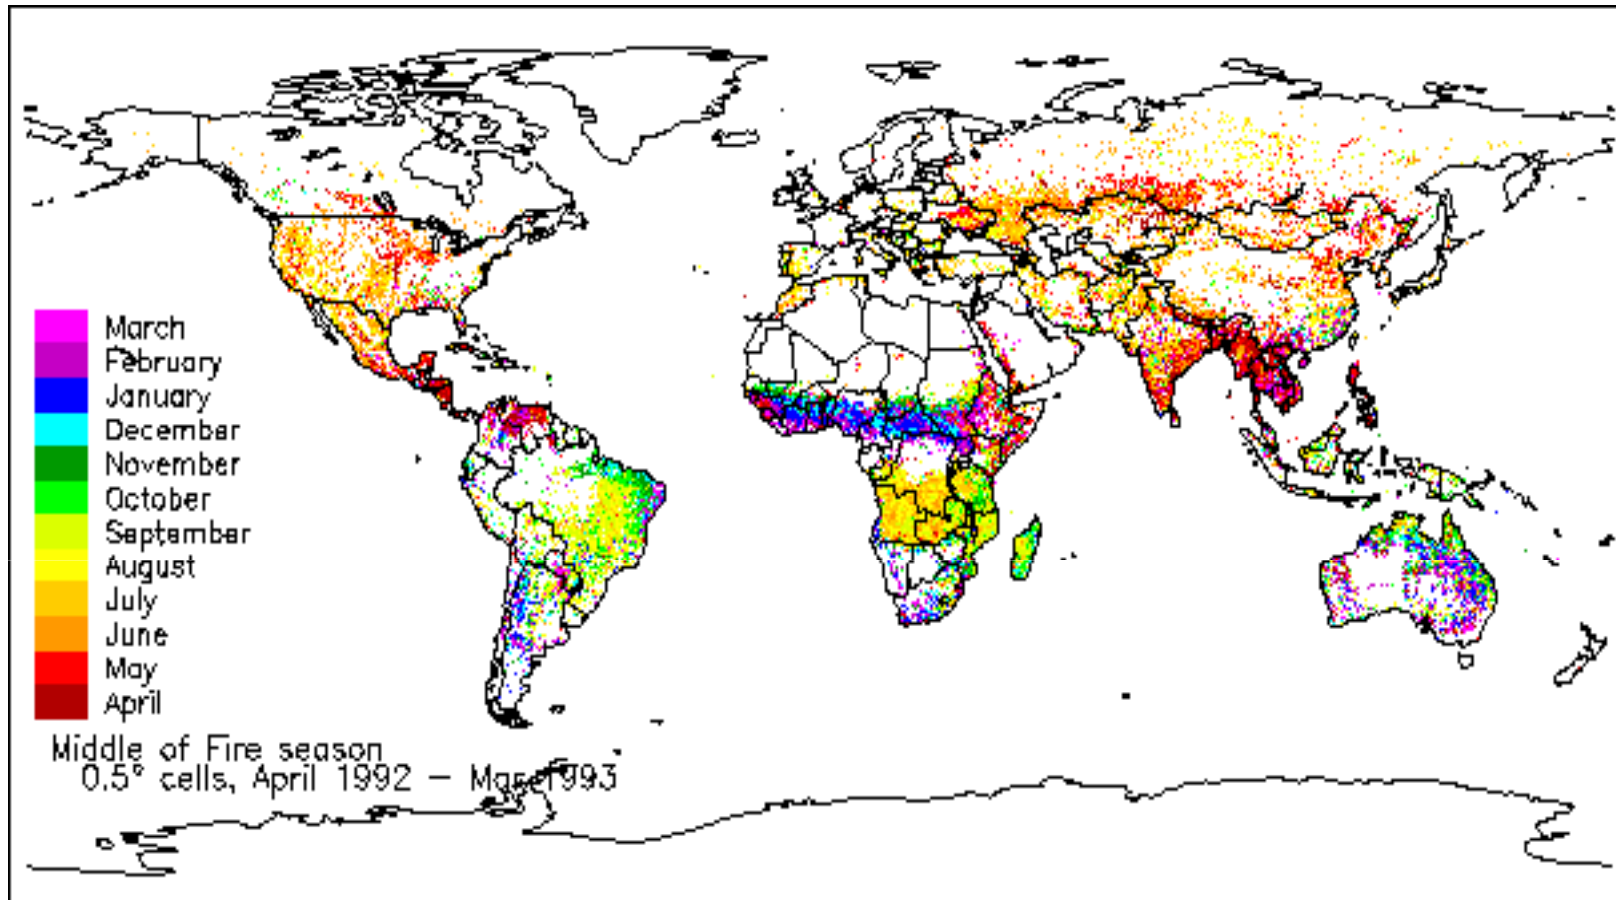 March
February
January
December
November
October
September
August
July
June
May
April
Middle of Fire season
0.5° cells, April 1992 – Mar 1993